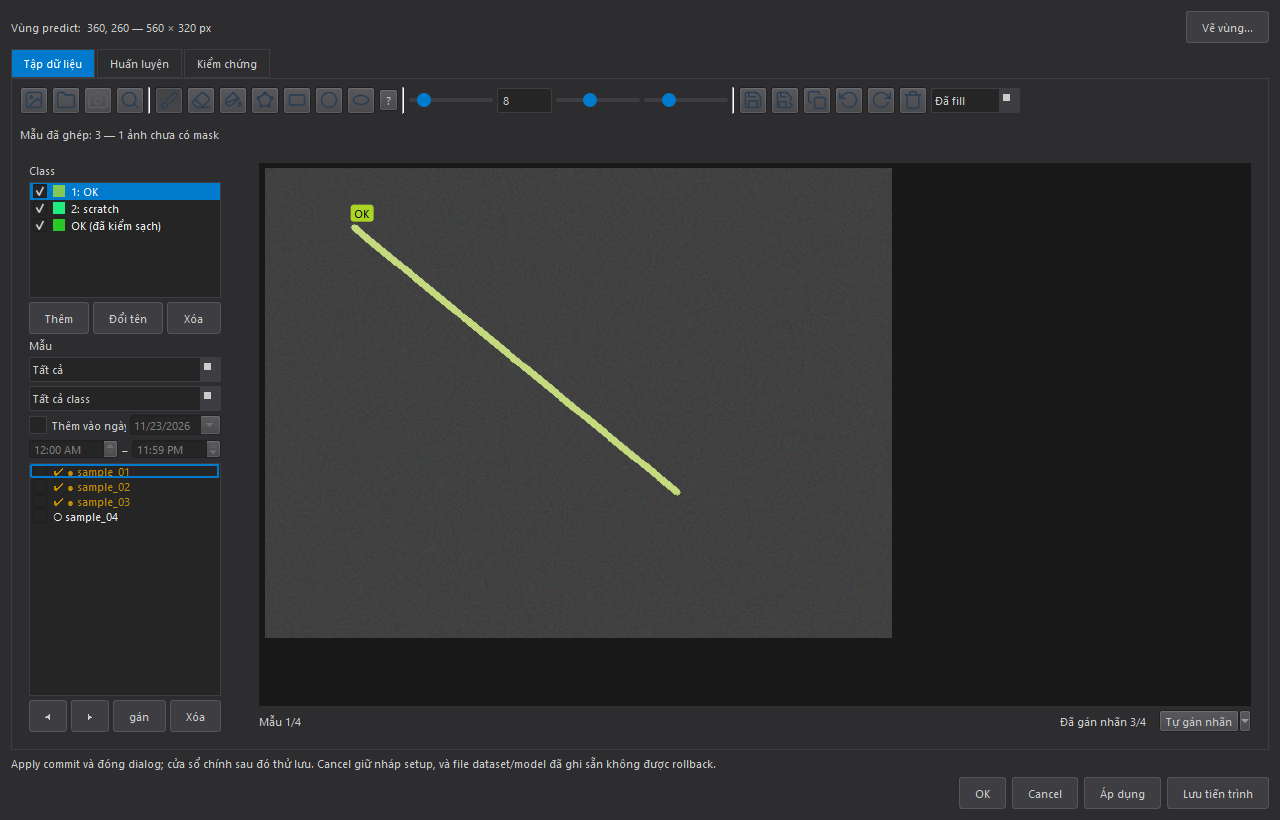 Vùng predict: 360, 260 — 560 × 320 px
Vẽ vùng...
Tập dữ liệu
Huấn luyện
Kiểm chứng
?
8
Đã fill
Mẫu đã ghép: 3 — 1 ảnh chưa có mask
Class
1: OK
2: scratch
OK (đã kiểm sạch)
Thêm
Đổi tên
Xóa
Mẫu
Tất cả
Tất cả class
Thêm vào ngày
11/23/2026
12:00 AM
–
11:59 PM
sample_01
sample_02
sample_03
sample_04
gán
Xóa
OK
Mẫu 1/4
Đã gán nhãn 3/4
Tự gán nhãn
Apply commit và đóng dialog; cửa sổ chính sau đó thử lưu. Cancel giữ nháp setup, và file dataset/model đã ghi sẵn không được rollback.
OK
Cancel
Áp dụng
Lưu tiến trình